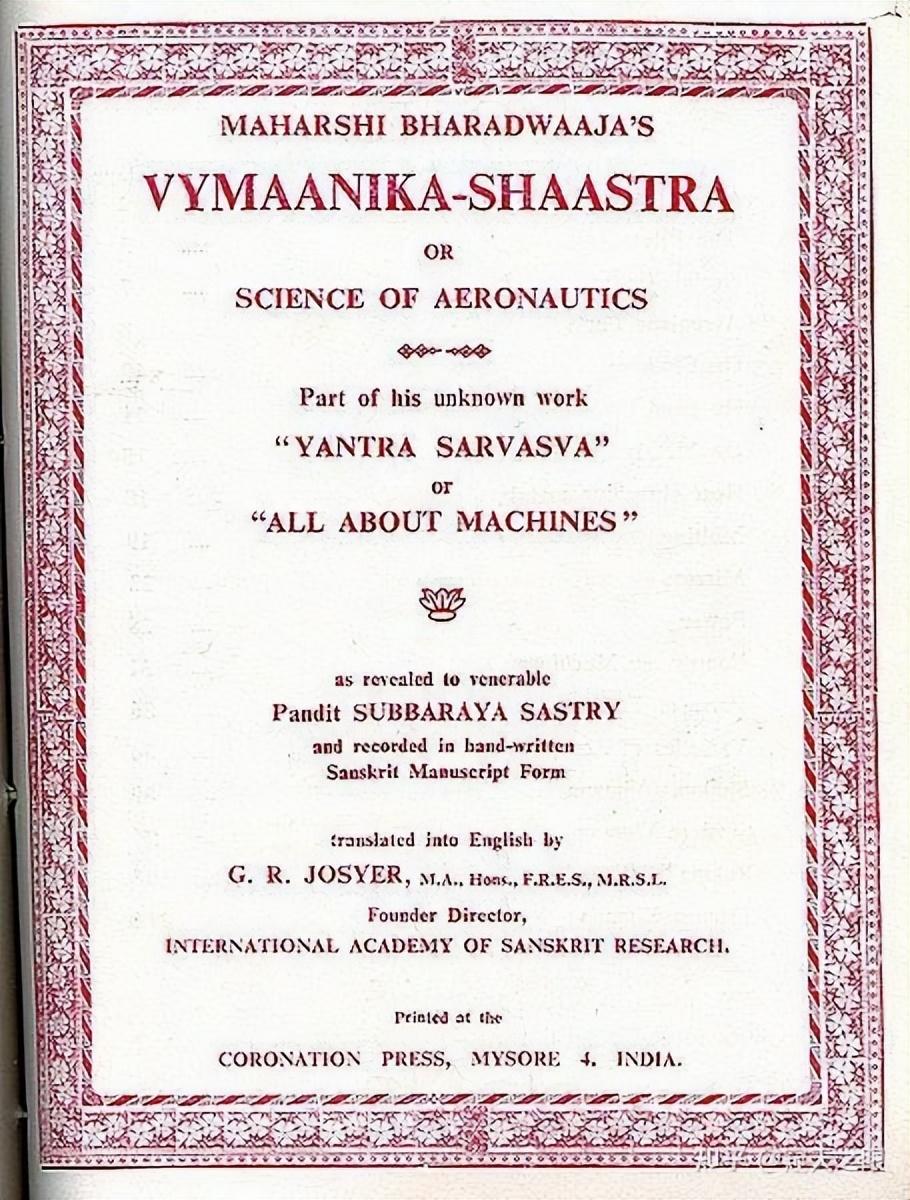 MAHARSHI BHARADWAAJA'S
VYMAANIKA-SHAASTRA
OR
SCIENCE OF AERONAUTICS
Part of his unknown work
“YANTRA SARVASVA”
or
“ALL ABOUT MACHINES”
as revealed to venerable
Pandit SUBBARAYA SASTRY
and recorded in hand-written
Sanskrit Manuscript Form
translated into English by
G. R. JOSYER, M.A., Hons., F.R.E.S., M.R.S.L.
Founder Director,
INTERNATIONAL ACADEMY OF SANSKRIT RESEARCH.
Printed at the
CORONATION PRESS, MYSORE 4. INDIA.
知乎